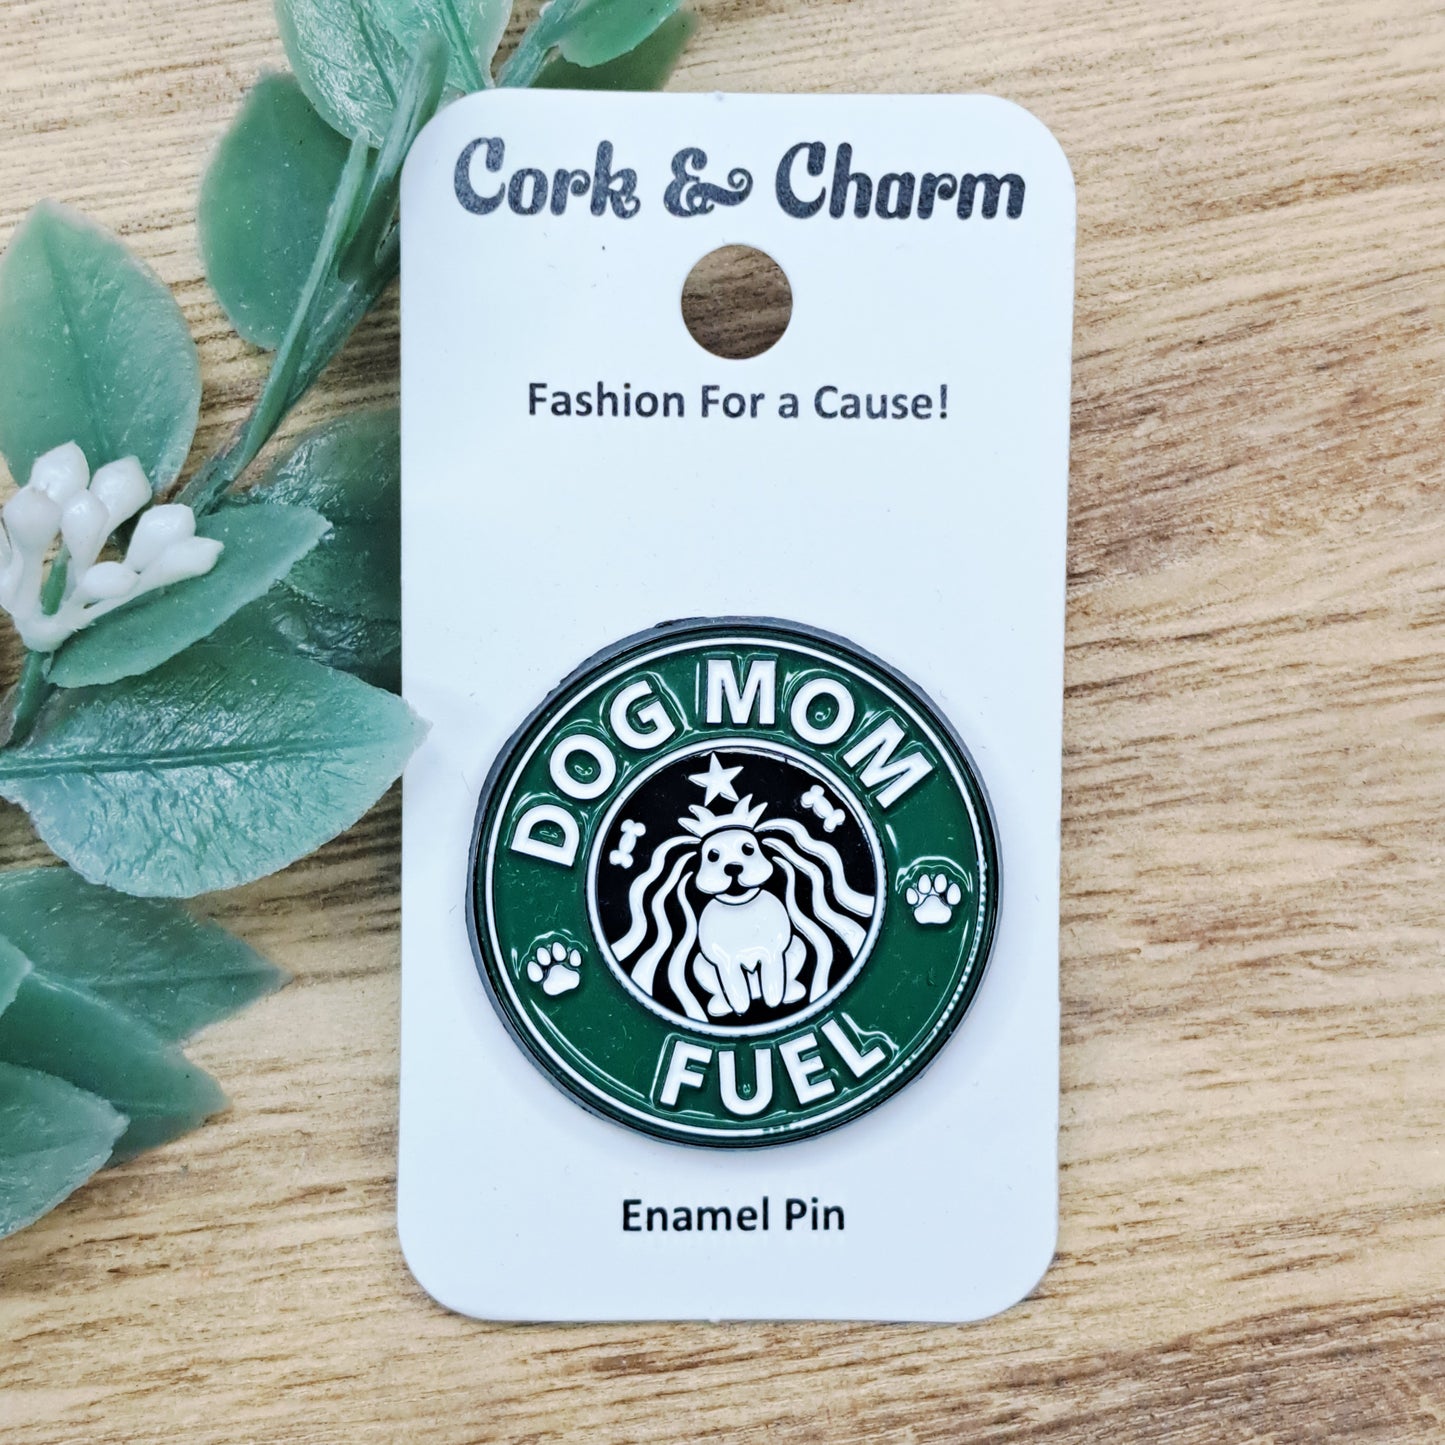 Cork & Charm
Fashion For a Cause!
DOG MOM
FUEL
Enamel Pin